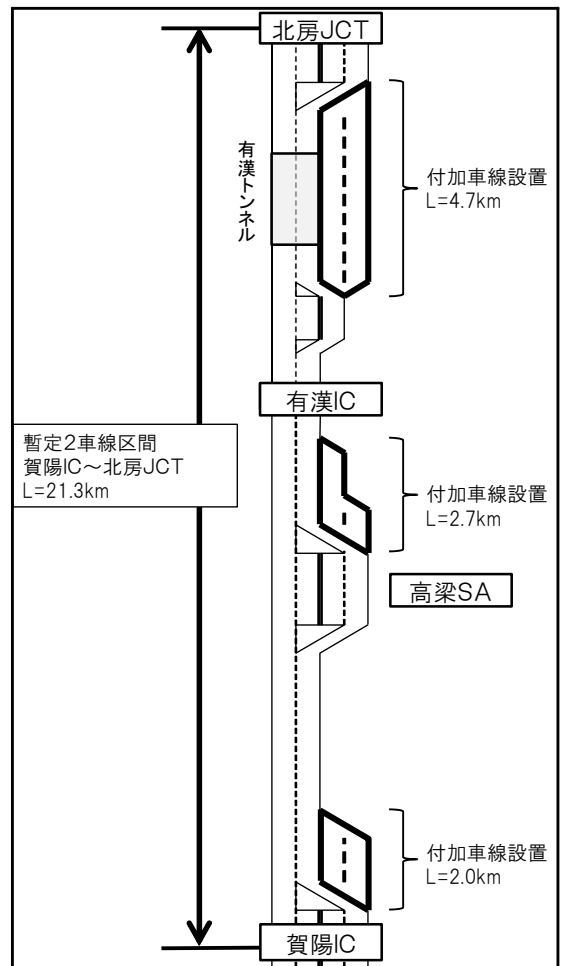 北房JCT
有漢トンネル
付加車線設置
L=4.7km
有漢IC
暫定2車線区間
賀陽IC～北房JCT
L=21.3km
付加車線設置
L=2.7km
高梁SA
付加車線設置
L=2.0km
賀陽IC